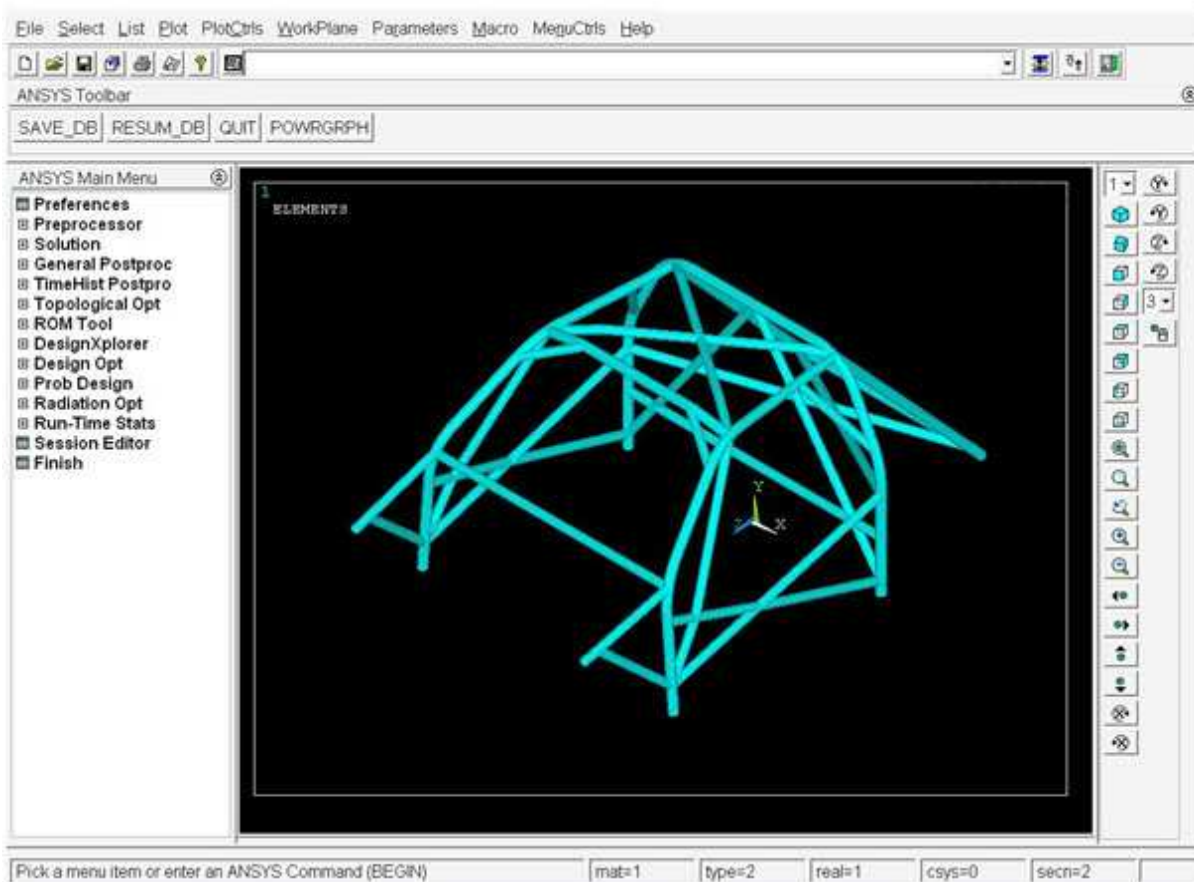 File Select List Plot PlotCtrls WorkPlane Parameters Macro MenuCtrls Help
ANSYS Toolbar
SAVE_DB RESUM_DB QUIT POWRGRPH
ANSYS Main Menu
Preferences
Preprocessor
Solution
General Postproc
TimeHist Postpro
Topological Opt
ROM Tool
DesignXplorer
Design Opt
Prob Design
Radiation Opt
Run-Time Stats
Session Editor
Finish
1
ELEMENTS
Y
Z X
1
3
Pick a menu item or enter an ANSYS Command (BEGIN) mat=1 type=2 real=1 csys=0 secn=2